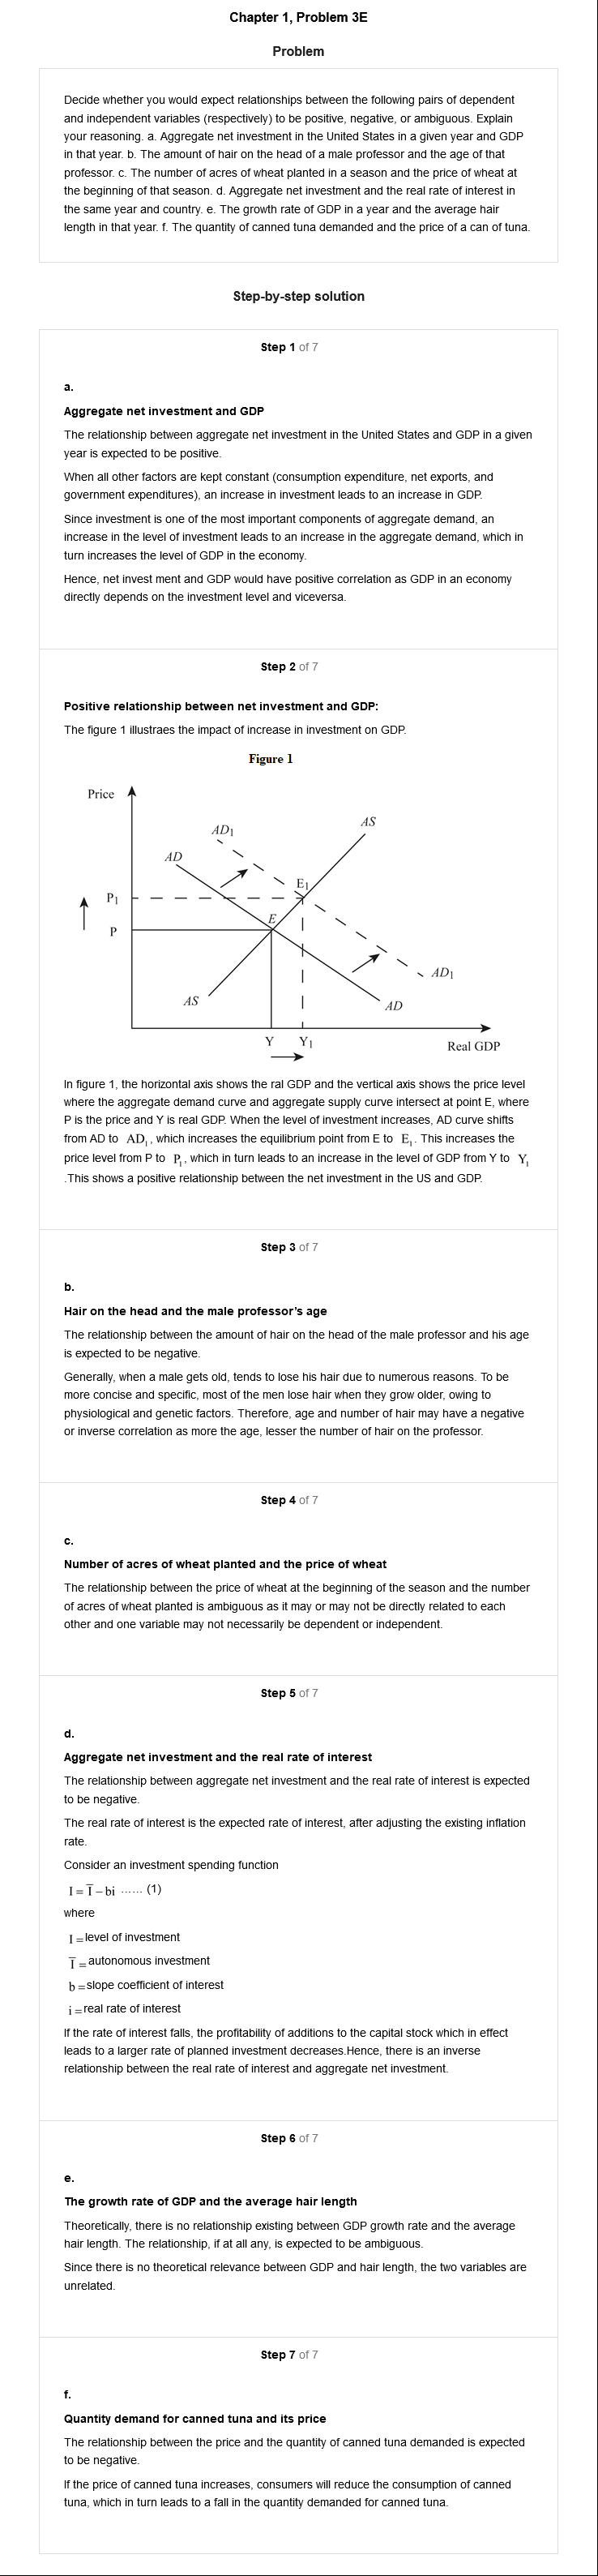 Chapter 1, Problem 3E
Problem
Decide whether you would expect relationships between the following pairs of dependent
and independent variables (respectively) to be positive, negative, or ambiguous. Explain
your reasoning. a. Aggregate net investment in the United States in a given year and GDP
in that year. b. The amount of hair on the head of a male professor and the age of that
professor. c. The number of acres of wheat planted in a season and the price of wheat at
the beginning of that season. d. Aggregate net investment and the real rate of interest in
the same year and country. e. The growth rate of GDP in a year and the average hair
length in that year. f. The quantity of canned tuna demanded and the price of a can of tuna.
Step-by-step solution
Step 1 of 7
a.
Aggregate net investment and GDP
The relationship between aggregate net investment in the United States and GDP in a given
year is expected to be positive.
When all other factors are kept constant (consumption expenditure, net exports, and
government expenditures), an increase in investment leads to an increase in GDP.
Since investment is one of the most important components of aggregate demand, an
increase in the level of investment leads to an increase in the aggregate demand, which in
turn increases the level of GDP in the economy.
Hence, net invest ment and GDP would have positive correlation as GDP in an economy
directly depends on the investment level and viceversa.
Step 2 of 7
Positive relationship between net investment and GDP:
The figure 1 illustraes the impact of increase in investment on GDP.
Figure 1
Price
AS
AD₁
AD
E₁
P₁
E
P
AD₁
AS
AD
Y Y₁
Real GDP
In figure 1, the horizontal axis shows the ral GDP and the vertical axis shows the price level
where the aggregate demand curve and aggregate supply curve intersect at point E, where
P is the price and Y is real GDP. When the level of investment increases, AD curve shifts
from AD to AD₁, which increases the equilibrium point from E to E₁. This increases the
price level from P to P₁, which in turn leads to an increase in the level of GDP from Y to Y₁
.This shows a positive relationship between the net investment in the US and GDP.
Step 3 of 7
b.
Hair on the head and the male professor's age
The relationship between the amount of hair on the head of the male professor and his age
is expected to be negative.
Generally, when a male gets old, tends to lose his hair due to numerous reasons. To be
more concise and specific, most of the men lose hair when they grow older, owing to
physiological and genetic factors. Therefore, age and number of hair may have a negative
or inverse correlation as more the age, lesser the number of hair on the professor.
Step 4 of 7
c.
Number of acres of wheat planted and the price of wheat
The relationship between the price of wheat at the beginning of the season and the number
of acres of wheat planted is ambiguous as it may or may not be directly related to each
other and one variable may not necessarily be dependent or independent.
Step 5 of 7
d.
Aggregate net investment and the real rate of interest
The relationship between aggregate net investment and the real rate of interest is expected
to be negative.
The real rate of interest is the expected rate of interest, after adjusting the existing inflation
rate.
Consider an investment spending function
I = Ī – bi ...... (1)
where
I = level of investment
Ī = autonomous investment
b = slope coefficient of interest
i = real rate of interest
If the rate of interest falls, the profitability of additions to the capital stock which in effect
leads to a larger rate of planned investment decreases.Hence, there is an inverse
relationship between the real rate of interest and aggregate net investment.
Step 6 of 7
e.
The growth rate of GDP and the average hair length
Theoretically, there is no relationship existing between GDP growth rate and the average
hair length. The relationship, if at all any, is expected to be ambiguous.
Since there is no theoretical relevance between GDP and hair length, the two variables are
unrelated.
Step 7 of 7
f.
Quantity demand for canned tuna and its price
The relationship between the price and the quantity of canned tuna demanded is expected
to be negative.
If the price of canned tuna increases, consumers will reduce the consumption of canned
tuna, which in turn leads to a fall in the quantity demanded for canned tuna.